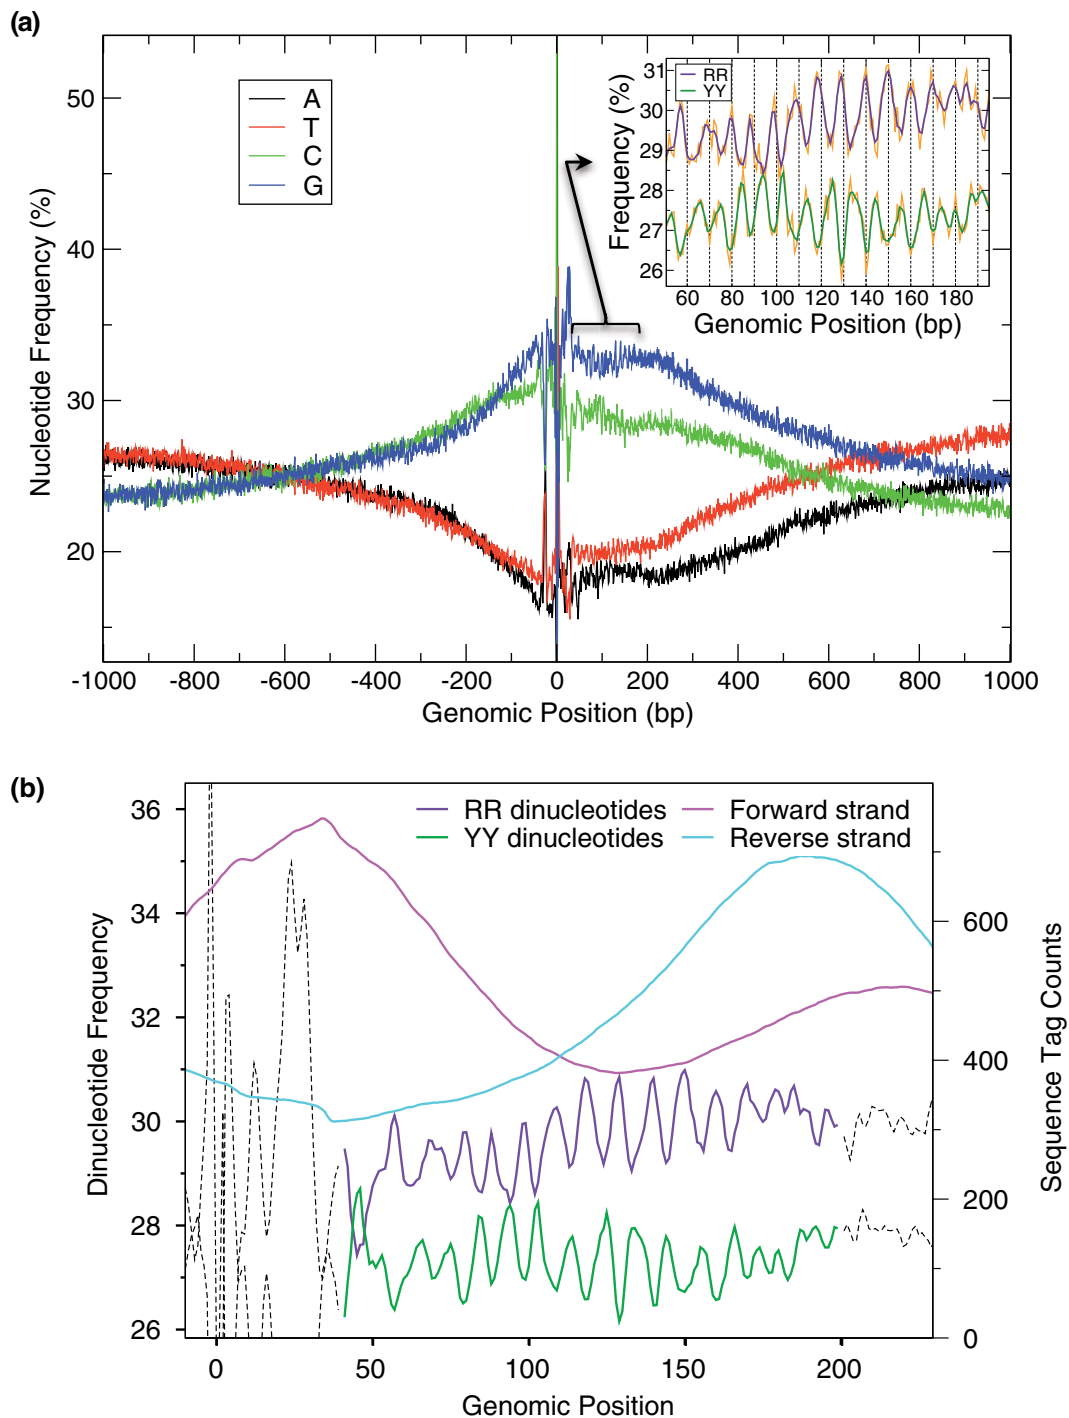 (a)
50
40
30
20
Nucleotide Frequency (%)
A
T
C
G
-1000 -800 -600 -400 -200 0 200 400 600 800 1000
Genomic Position (bp)
RR
YY
31
30
29
28
27
26
Frequency (%)
60 80 100 120 140 160 180
Genomic Position (bp)
(b)
RR dinucleotides
YY dinucleotides
Forward strand
Reverse strand
36
34
32
30
28
26
Dinucleotide Frequency
600
400
200
0
Sequence Tag Counts
0 50 100 150 200
Genomic Position